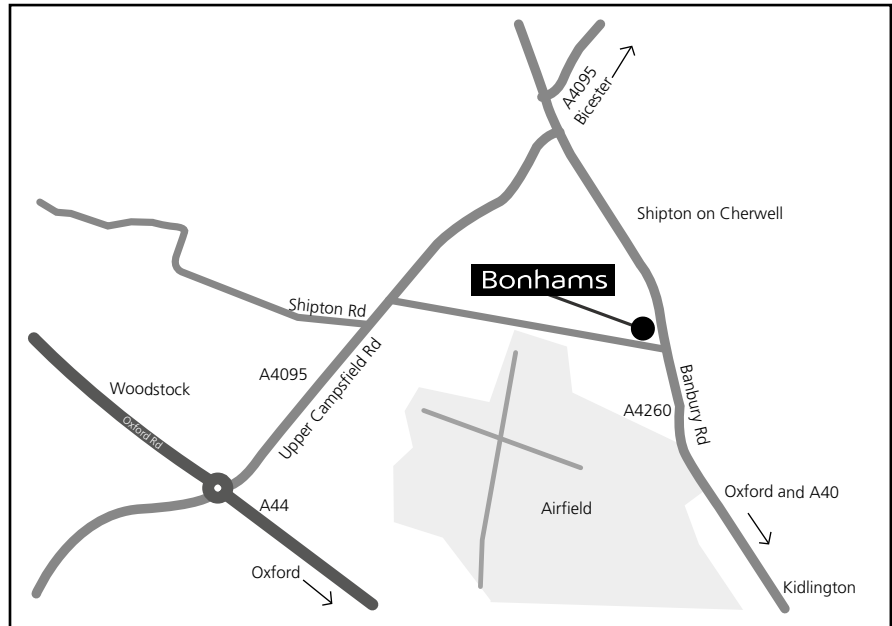 A4095
Bicester
Shipton on Cherwell
Bonhams
Shipton Rd
A4095
Upper Campsfield Rd
Woodstock
Oxford Rd
A4260
Banbury Rd
A44
Airfield
Oxford and A40
Oxford
Kidlington